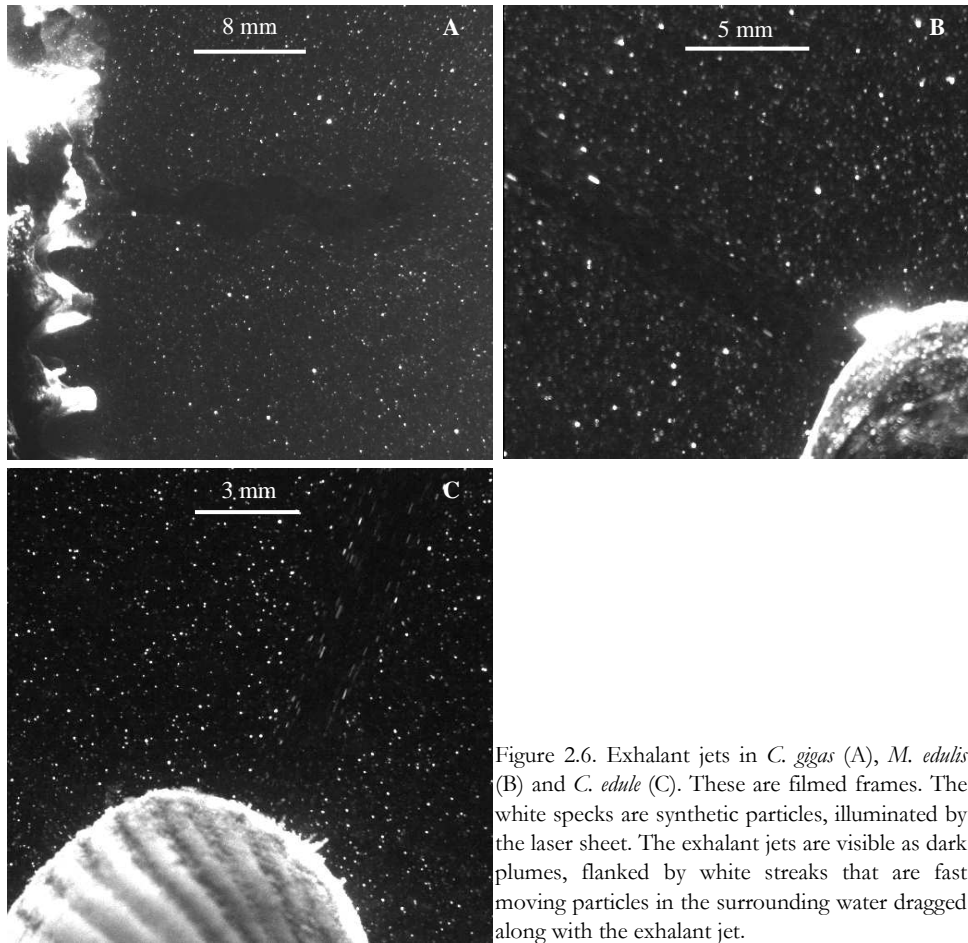 8 mm
A
5 mm
B
3 mm
C
Figure 2.6. Exhalant jets in C. gigas (A), M. edulis
(B) and C. edule (C). These are filmed frames. The
white specks are synthetic particles, illuminated by
the laser sheet. The exhalant jets are visible as dark
plumes, flanked by white streaks that are fast
moving particles in the surrounding water dragged
along with the exhalant jet.